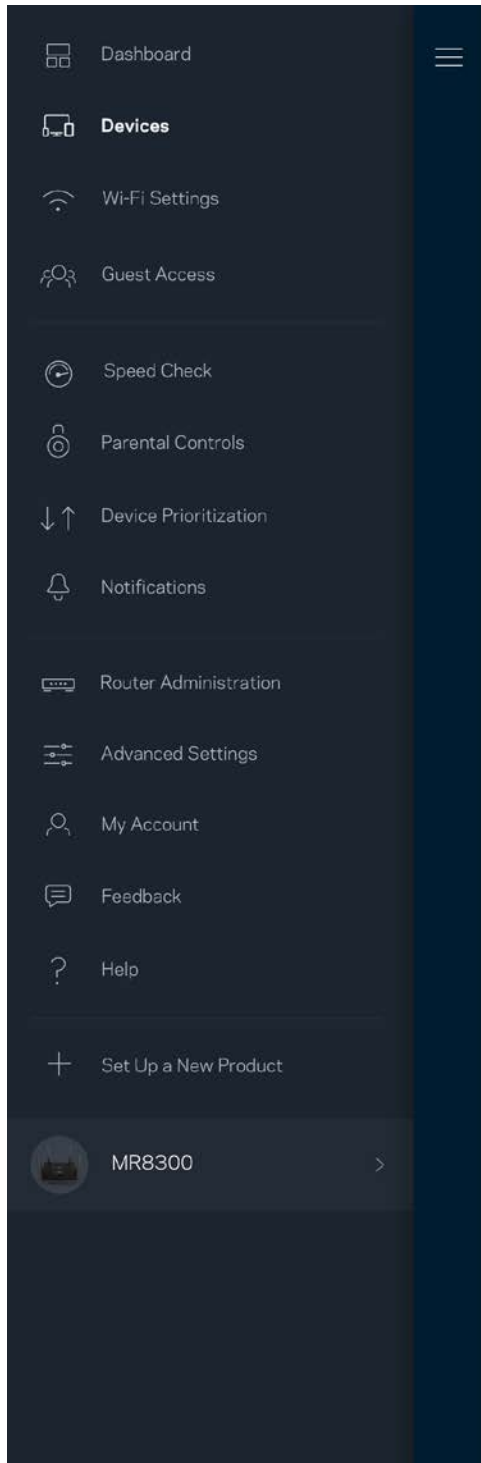 Dashboard
Devices
Wi-Fi Settings
Guest Access
Speed Check
Parental Controls
Device Prioritization
Notifications
Router Administration
Advanced Settings
My Account
Feedback
Help
Set Up a New Product
MR8300